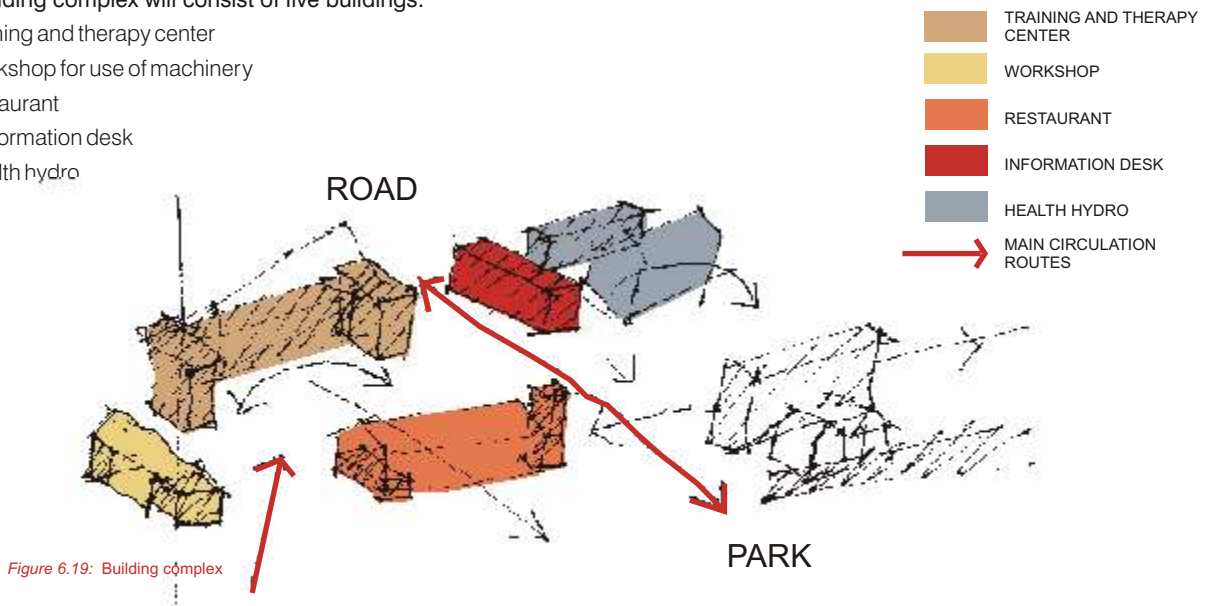 ilding complex will consist of five buildings:
ning and therapy center
kshop for use of machinery
aurant
ormation desk
lth hydro
TRAINING AND THERAPY
CENTER
WORKSHOP
RESTAURANT
INFORMATION DESK
HEALTH HYDRO
MAIN CIRCULATION
ROUTES
ROAD
PARK
Figure 6.19: Building complex